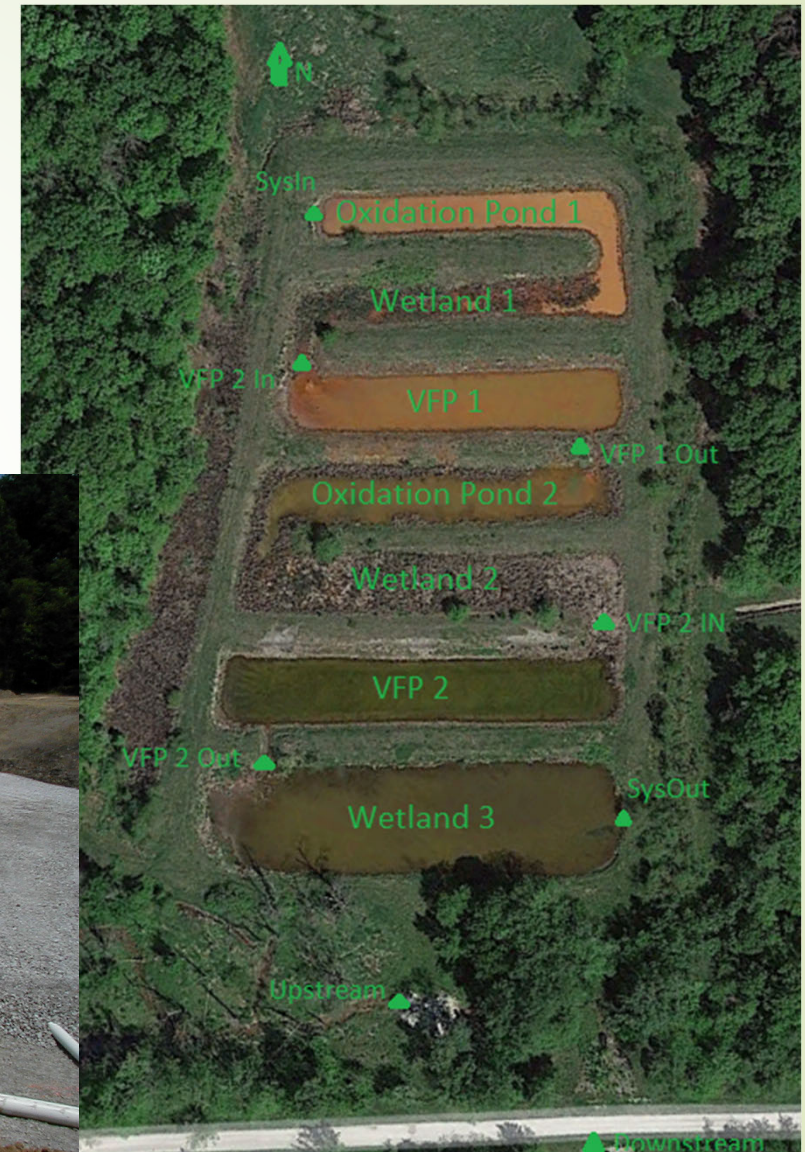 N
SysIn
Oxidation Pond 1
Wetland 1
VFP 2 In
VFP 1
VFP 1 Out
Oxidation Pond 2
Wetland 2
VFP 2 IN
VFP 2
VFP 2 Out
SysOut
Wetland 3
Upstream
Downstream